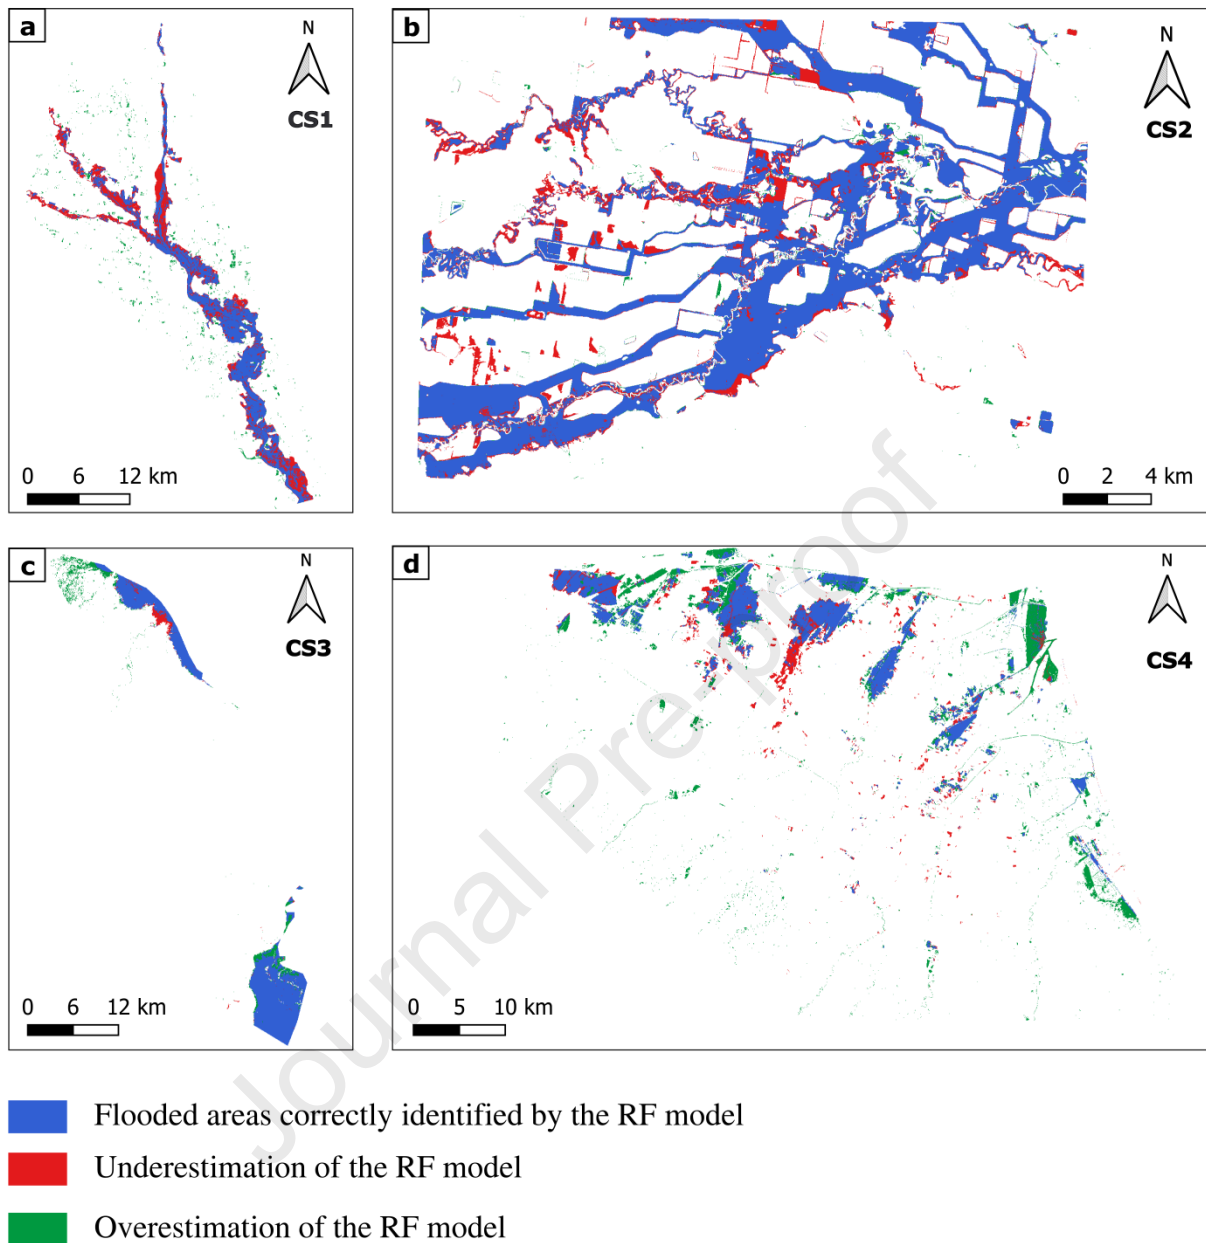 a
N
CS1
0 6 12 km
b
N
CS2
0 2 4 km
c
N
CS3
0 6 12 km
d
N
CS4
0 5 10 km
Journal Pre-proof
Flooded areas correctly identified by the RF model
Underestimation of the RF model
Overestimation of the RF model